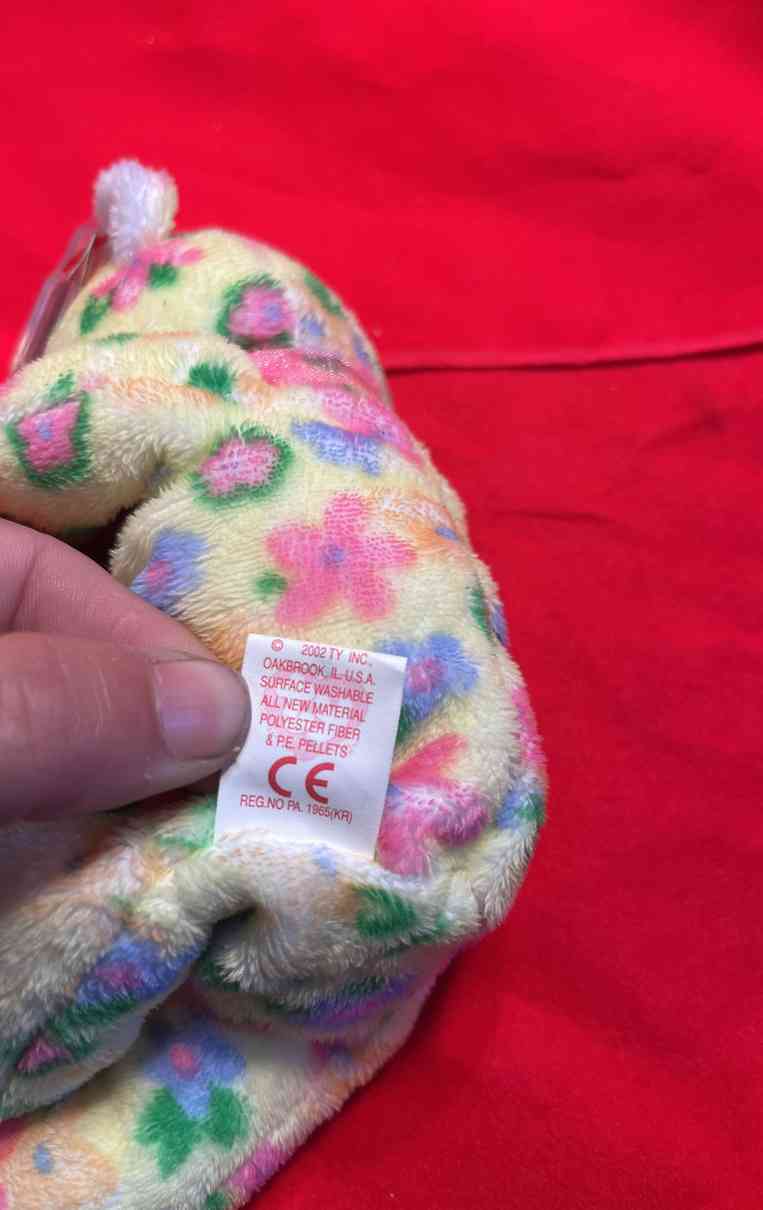 © 2002 TY INC.,
OAKBROOK, IL. U.S.A.
SURFACE WASHABLE
ALL NEW MATERIAL
POLYESTER FIBER
& P.E. PELLETS
CE
REG.NO PA. 1965(KR)